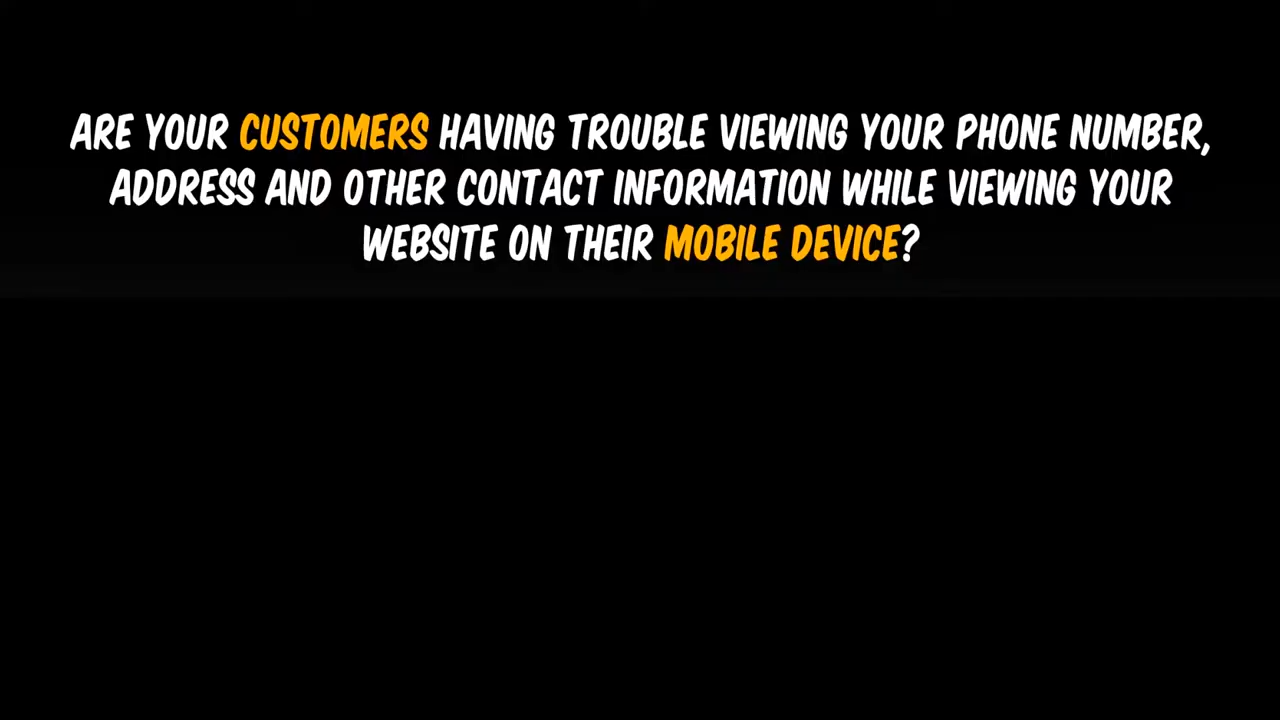 ARE YOUR CUSTOMERS HAVING TROUBLE VIEWING YOUR PHONE NUMBER,
ADDRESS AND OTHER CONTACT INFORMATION WHILE VIEWING YOUR
WEBSITE ON THEIR MOBILE DEVICE?